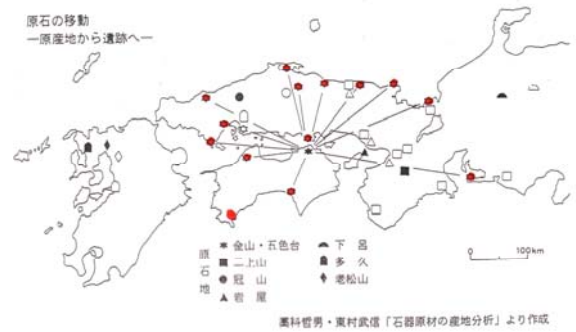 原石の移動
—原産地から遺跡へ—
原石地
金山・五色台
二上山
冠山
岩屋
下呂
多久
老松山
0 100km
藁科哲男・東村武信「石器原材の産地分析」より作成